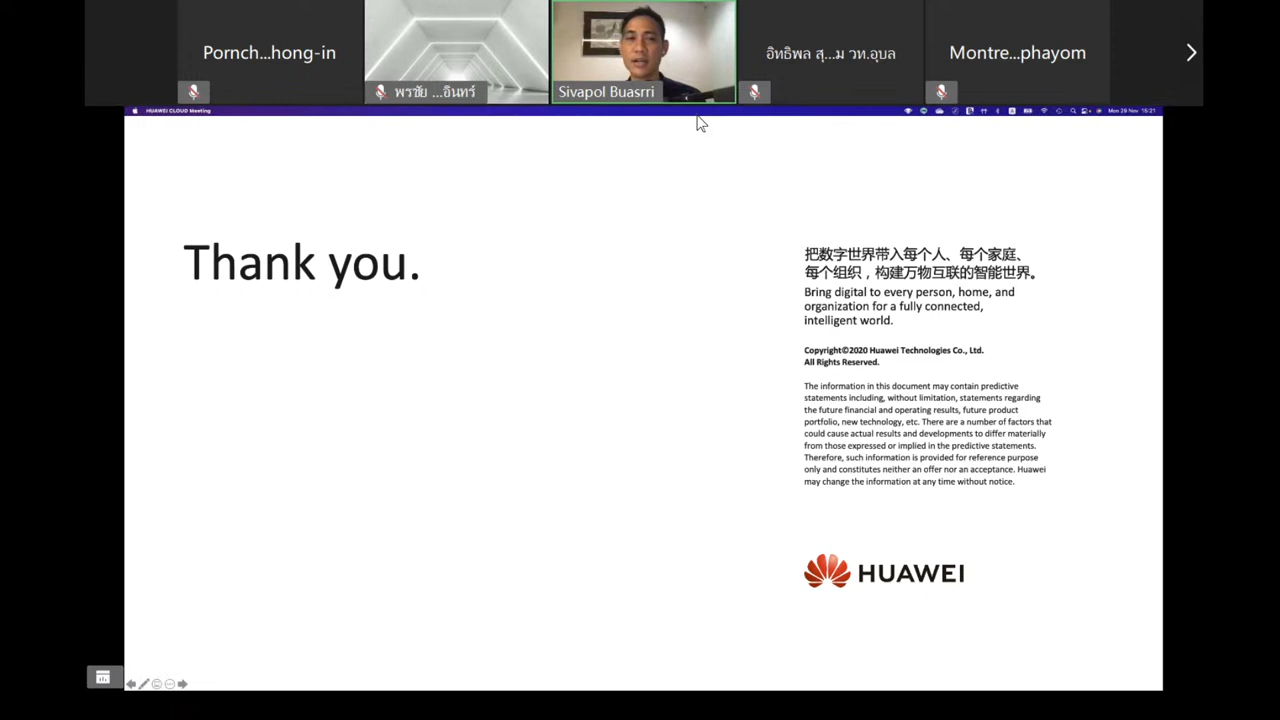 Pornch...hong-in
พรชัย ...อินทร์
Sivapol Buasrri
อิทธิพล สุ...ม วท.อุบล
Montre...phayom
HUAWEI CLOUD Meeting
Mon 29 Nov 15:21
Thank you.
把数字世界带入每个人、每个家庭、
每个组织，构建万物互联的智能世界。
Bring digital to every person, home, and
organization for a fully connected,
intelligent world.
Copyright©2020 Huawei Technologies Co., Ltd.
All Rights Reserved.
The information in this document may contain predictive
statements including, without limitation, statements regarding
the future financial and operating results, future product
portfolio, new technology, etc. There are a number of factors that
could cause actual results and developments to differ materially
from those expressed or implied in the predictive statements.
Therefore, such information is provided for reference purpose
only and constitutes neither an offer nor an acceptance. Huawei
may change the information at any time without notice.
HUAWEI